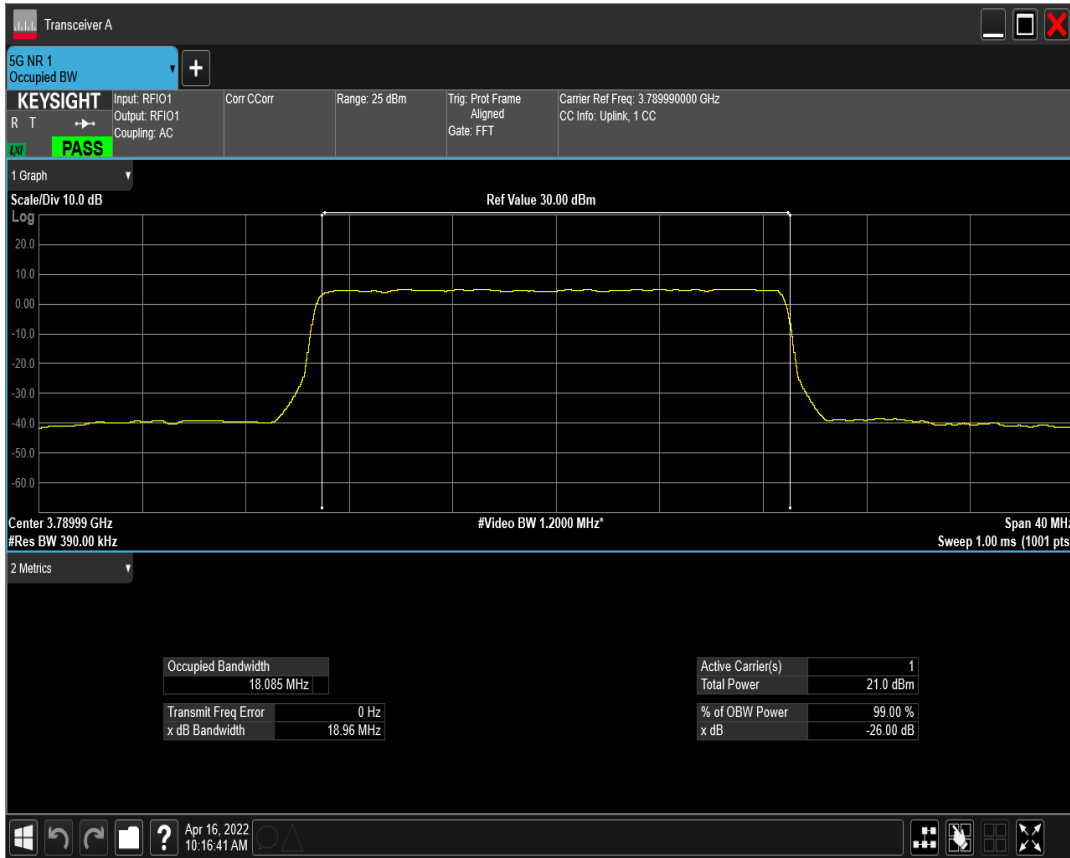 Transceiver A
5G NR 1
Occupied BW
KEYSIGHT
R T
LXI
PASS
Input: RFIO1
Output: RFIO1
Coupling: AC
Corr CCorr
Range: 25 dBm
Trig: Prot Frame
Aligned
Gate: FFT
Carrier Ref Freq: 3.789990000 GHz
CC Info: Uplink, 1 CC
1 Graph
Scale/Div 10.0 dB
Ref Value 30.00 dBm
Log
20.0
10.0
0.00
-10.0
-20.0
-30.0
-40.0
-50.0
-60.0
Center 3.78999 GHz
#Video BW 1.2000 MHz*
Span 40 MHz
#Res BW 390.00 kHz
Sweep 1.00 ms (1001 pts
2 Metrics
Occupied Bandwidth
18.085 MHz
Transmit Freq Error 0 Hz
x dB Bandwidth 18.96 MHz
Active Carrier(s) 1
Total Power 21.0 dBm
% of OBW Power 99.00 %
x dB -26.00 dB
?
Apr 16, 2022
10:16:41 AM